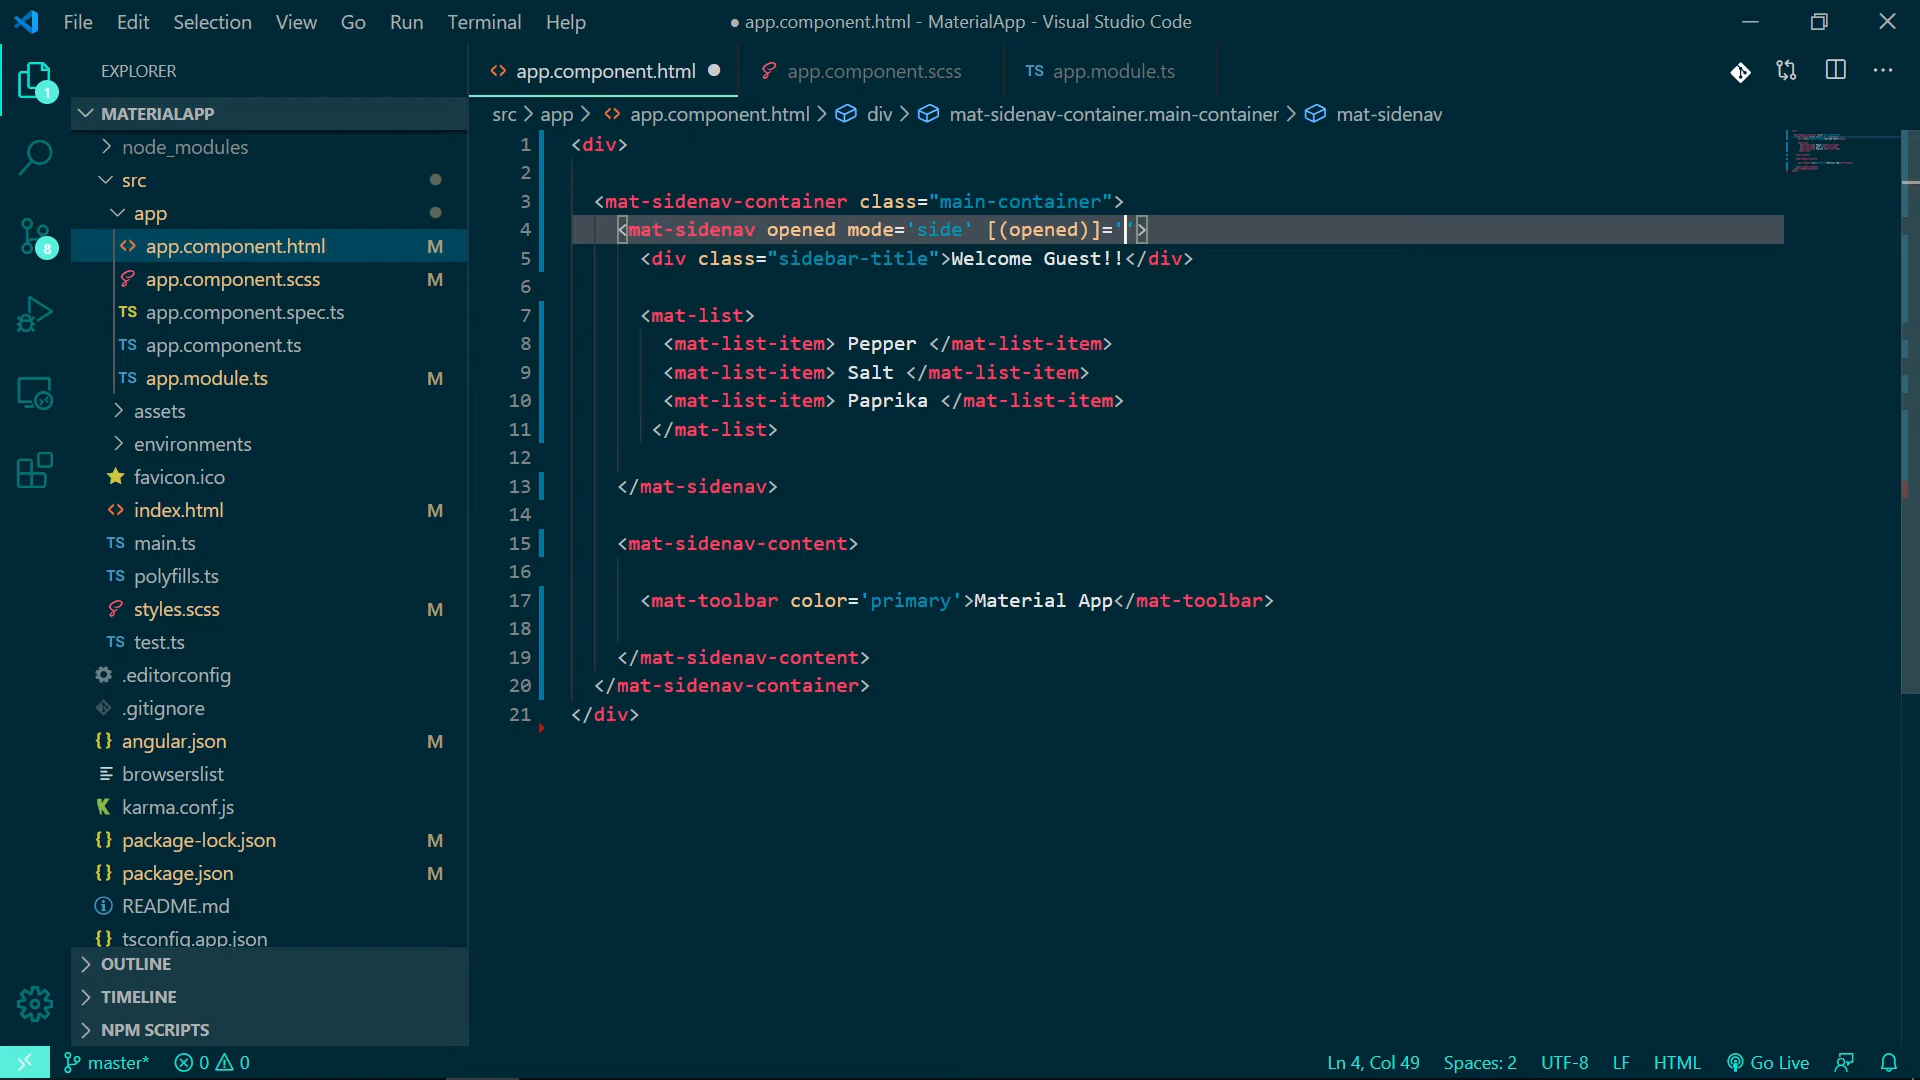 File Edit Selection View Go Run Terminal Help
● app.component.html - MaterialApp - Visual Studio Code
EXPLORER
1
8
MATERIALAPP
node_modules
src
app
app.component.html M
app.component.scss M
TS app.component.spec.ts
TS app.component.ts
TS app.module.ts M
assets
environments
favicon.ico
index.html M
TS main.ts
TS polyfills.ts
styles.scss M
TS test.ts
.editorconfig
.gitignore
{} angular.json M
browserslist
K karma.conf.js
{} package-lock.json M
{} package.json M
README.md
{} tsconfig.app.json
OUTLINE
TIMELINE
NPM SCRIPTS
<> app.component.html ●
app.component.scss
TS app.module.ts
src > app > <> app.component.html > div > mat-sidenav-container.main-container > mat-sidenav
1 <div>
2
3 <mat-sidenav-container class="main-container">
4 <mat-sidenav opened mode='side' [(opened)]=''>
5 <div class="sidebar-title">Welcome Guest!!</div>
6
7 <mat-list>
8 <mat-list-item> Pepper </mat-list-item>
9 <mat-list-item> Salt </mat-list-item>
10 <mat-list-item> Paprika </mat-list-item>
11 </mat-list>
12
13 </mat-sidenav>
14
15 <mat-sidenav-content>
16
17 <mat-toolbar color='primary'>Material App</mat-toolbar>
18
19 </mat-sidenav-content>
20 </mat-sidenav-container>
21 </div>
master* 0 0
Ln 4, Col 49 Spaces: 2 UTF-8 LF HTML Go Live